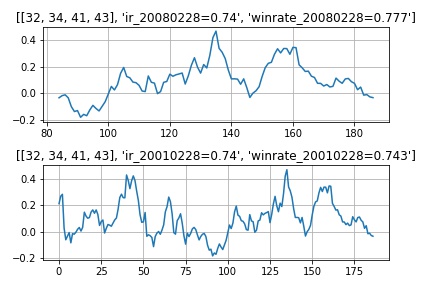 [[32, 34, 41, 43], 'ir_20080228=0.74', 'winrate_20080228=0.777']
0.4
0.2
0.0
−0.2
80 100 120 140 160 180
[[32, 34, 41, 43], 'ir_20010228=0.74', 'winrate_20010228=0.743']
0.4
0.2
0.0
−0.2
0 25 50 75 100 125 150 175